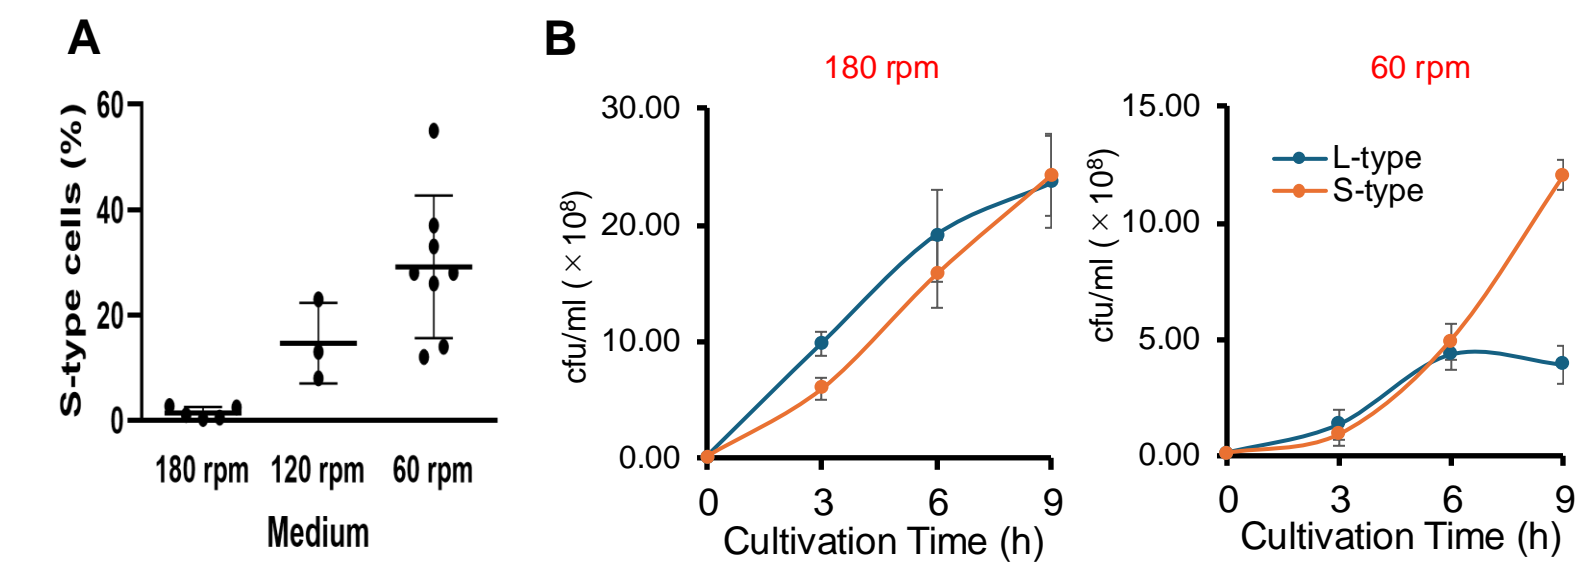 A
S-type cells (%)
60
40
20
0
180 rpm 120 rpm 60 rpm
Medium
B
180 rpm
cfu/ml (×10⁸)
30.00
20.00
10.00
0.00
0 3 6 9
Cultivation Time (h)
60 rpm
cfu/ml (×10⁸)
15.00
10.00
5.00
0.00
L-type
S-type
0 3 6 9
Cultivation Time (h)